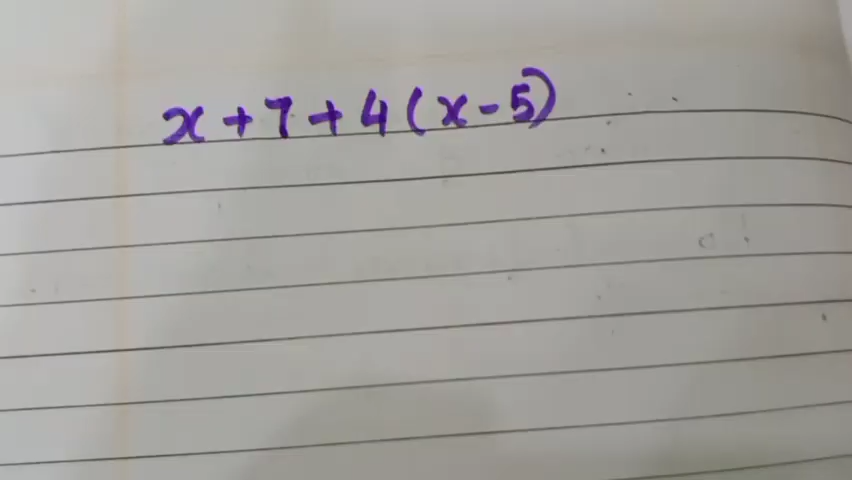 x + 7 + 4 ( x - 5 )